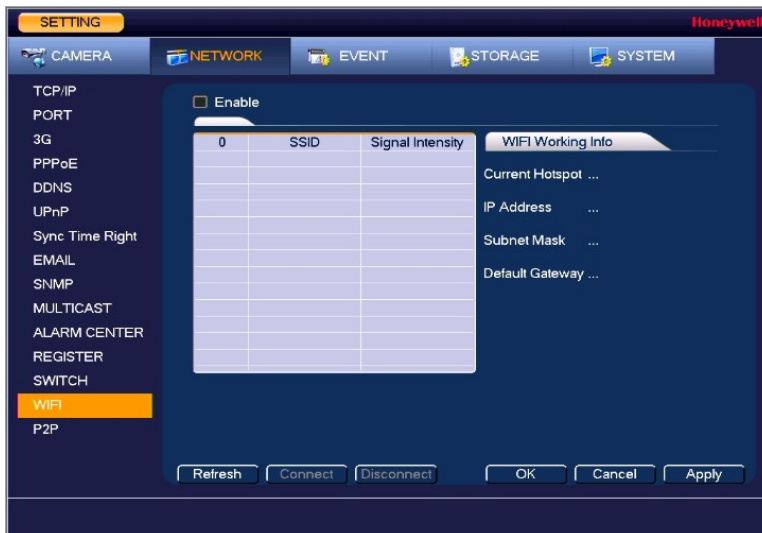 SETTING
Honeywell
CAMERA NETWORK EVENT STORAGE SYSTEM
TCP/IP
PORT
3G
PPPoE
DDNS
UPnP
Sync Time Right
EMAIL
SNMP
MULTICAST
ALARM CENTER
REGISTER
SWITCH
WIFI
P2P
Enable
0 SSID Signal Intensity
WIFI Working Info
Current Hotspot ...
IP Address ...
Subnet Mask ...
Default Gateway ...
Refresh Connect Disconnect OK Cancel Apply